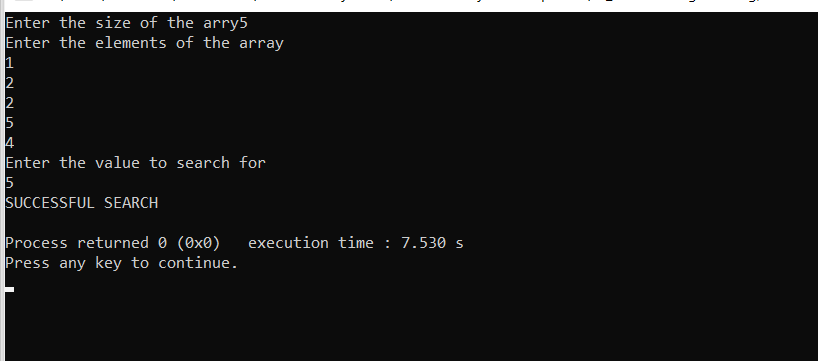 Enter the size of the arry5
Enter the elements of the array
1
2
2
5
4
Enter the value to search for
5
SUCCESSFUL SEARCH
Process returned 0 (0x0)   execution time : 7.530 s
Press any key to continue.